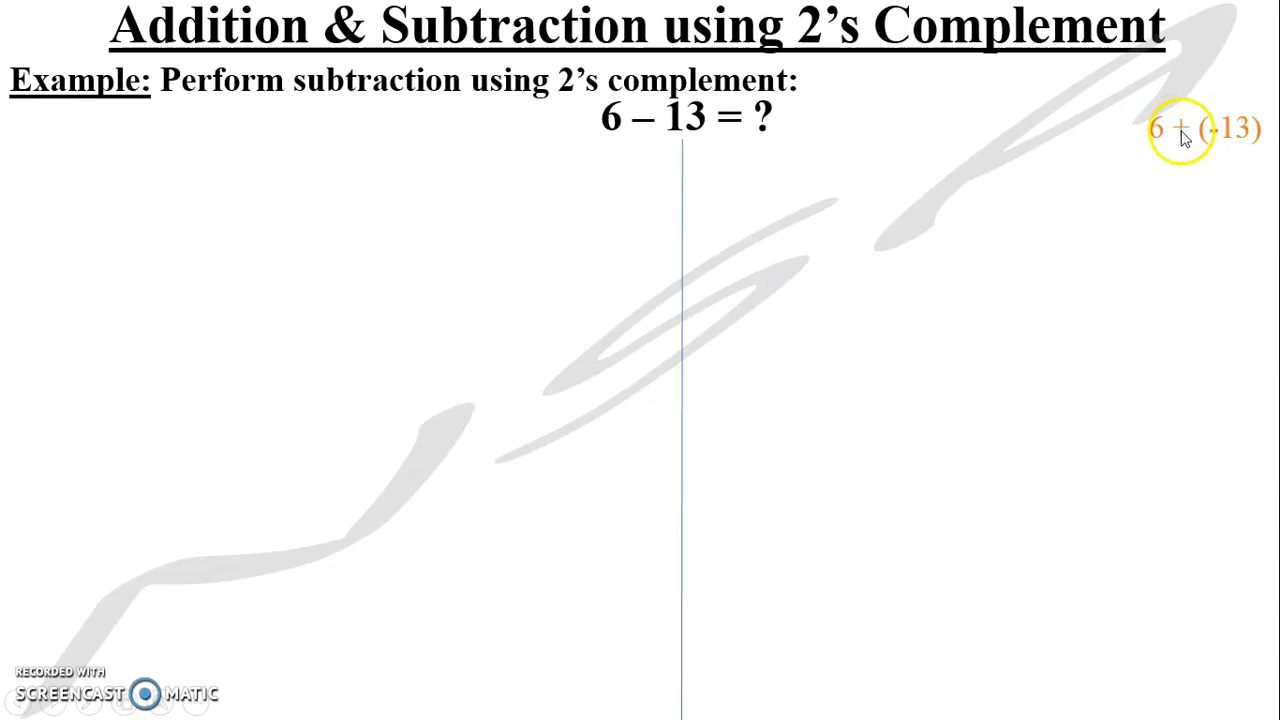 Addition & Subtraction using 2’s Complement
Example: Perform subtraction using 2’s complement:
6 – 13 = ?
6 + (-13)
RECORDED WITH
SCREENCAST MATIC